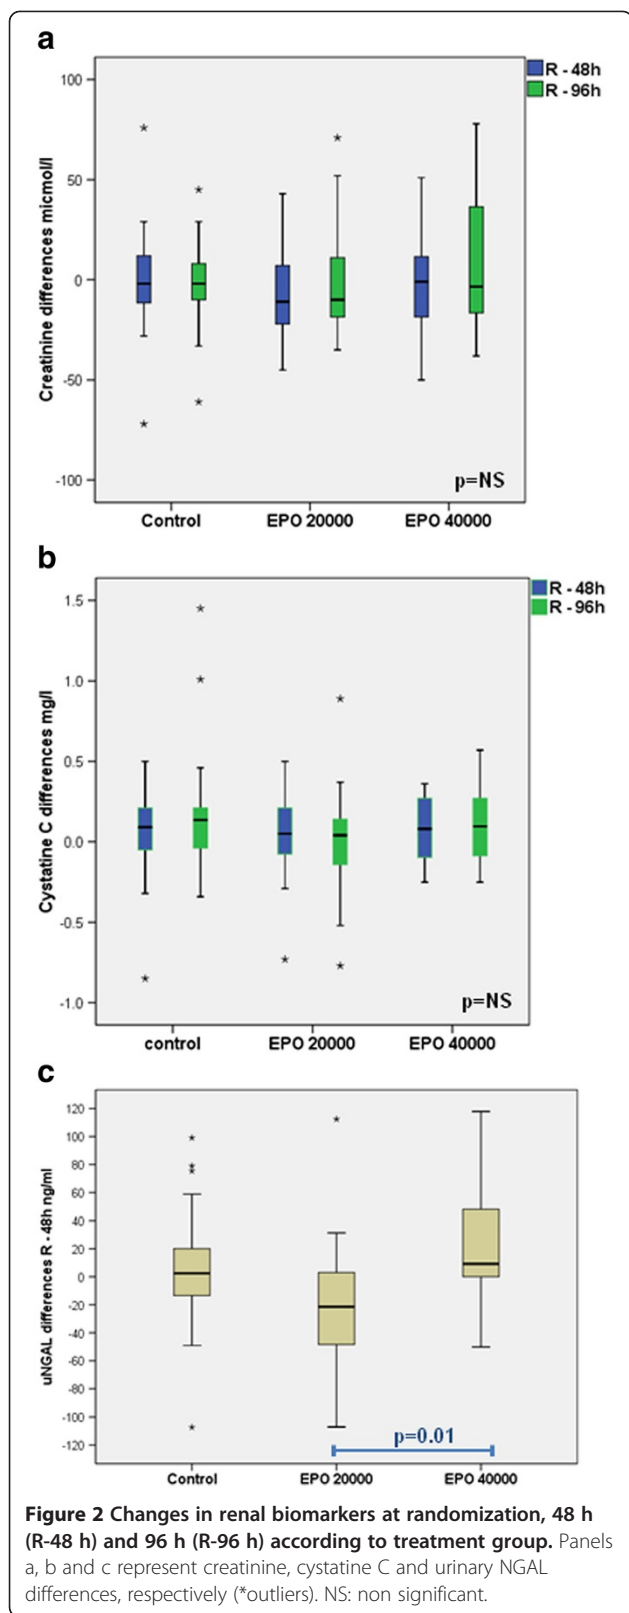 a
R - 48h
R - 96h
Creatinine differences micmol/l
100
50
0
-50
-100
p=NS
Control EPO 20000 EPO 40000
b
R - 48h
R - 96h
Cystatine C differences mg/l
1.5
1.0
0.5
0.0
-0.5
-1.0
p=NS
control EPO 20000 EPO 40000
c
uNGAL differences R - 48h ng/ml
120
100
80
60
40
20
0
-20
-40
-60
-80
-100
-120
p=0.01
Control EPO 20000 EPO 40000
Figure 2 Changes in renal biomarkers at randomization, 48 h
(R-48 h) and 96 h (R-96 h) according to treatment group. Panels
a, b and c represent creatinine, cystatine C and urinary NGAL
differences, respectively (*outliers). NS: non significant.